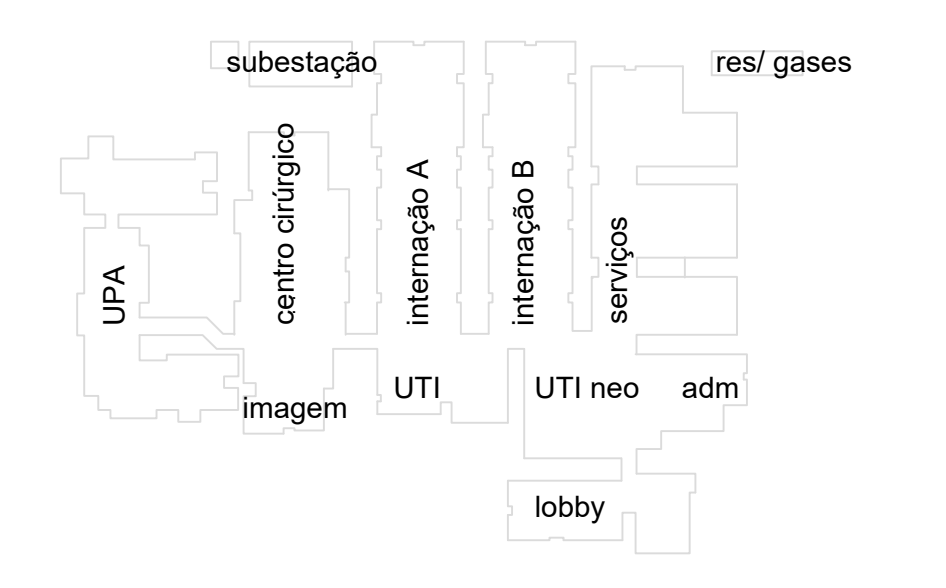 subestação
res/ gases
UPA
centro cirúrgico
internação A
internação B
serviços
imagem
UTI
UTI neo
adm
lobby